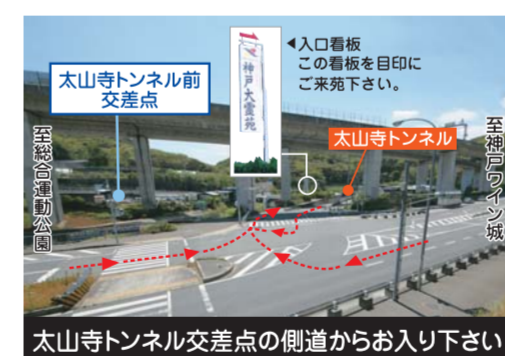 ◀入口看板
この看板を目印に
ご来苑下さい。
神戸大霊苑
太山寺トンネル前
交差点
太山寺トンネル
至総合運動公園
至神戸ワイン城
太山寺トンネル交差点の側道からお入り下さい